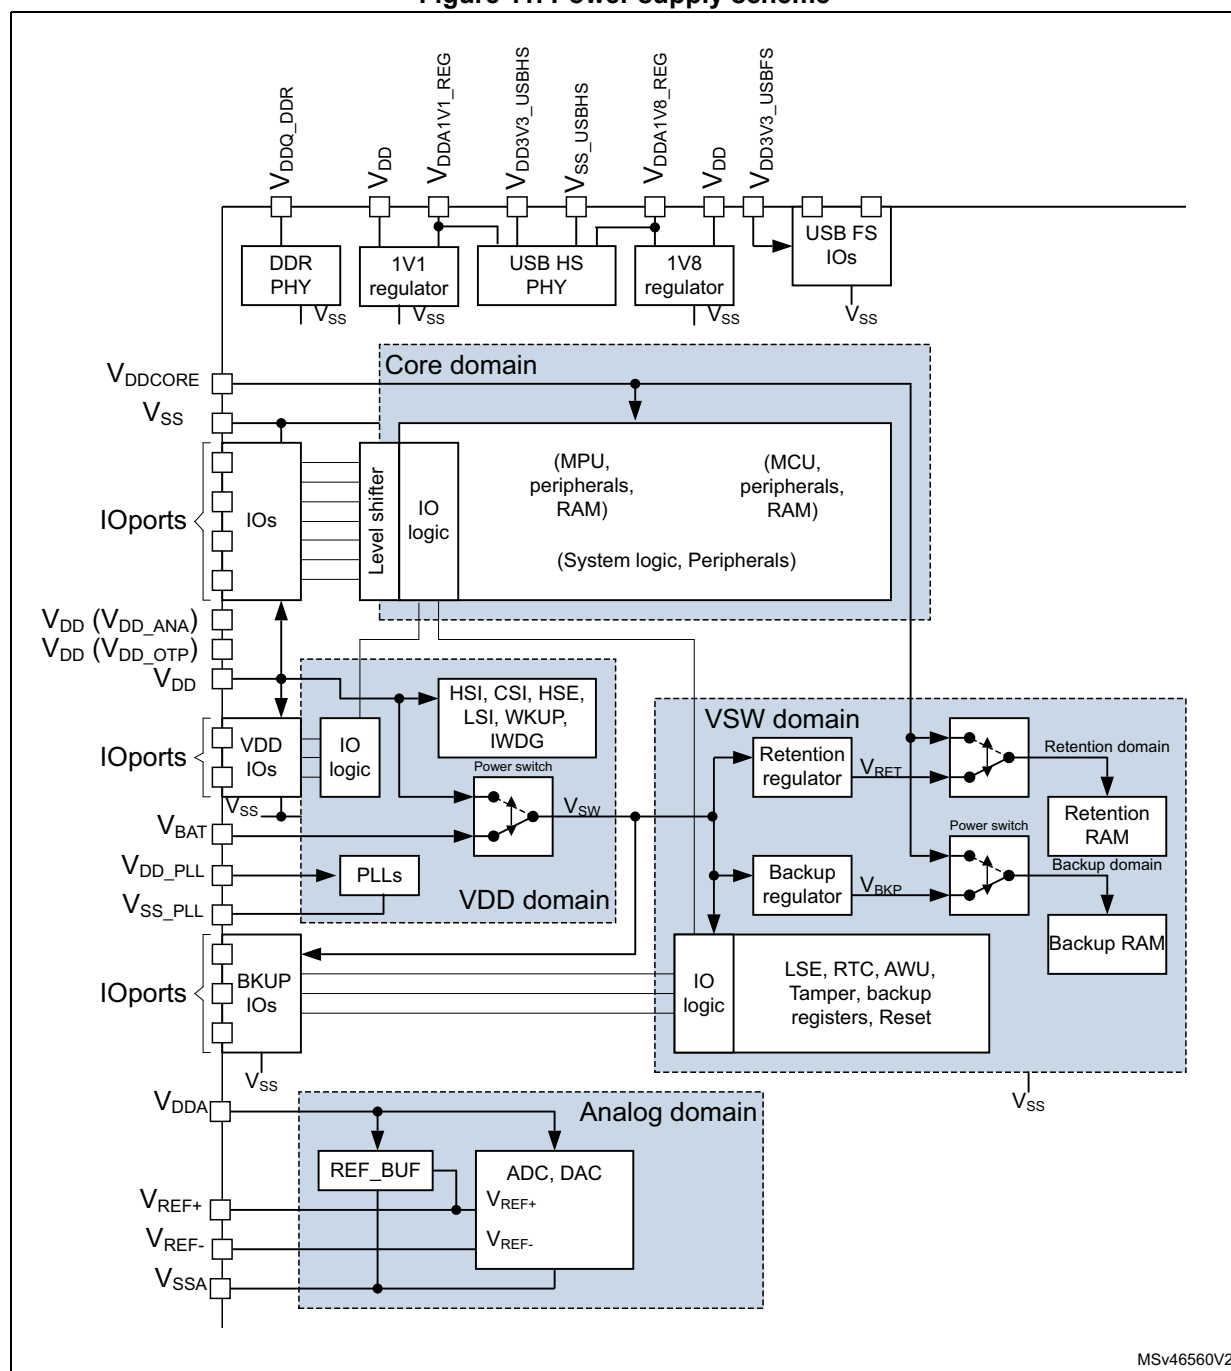 VDDQ_DDR
VDD
VDDA1V1_REG
VDD3V3_USBHS
VSS_USBHS
VDDA1V8_REG
VDD
VDD3V3_USBFS
DDR
PHY
1V1
regulator
USB HS
PHY
1V8
regulator
USB FS
IOs
VSS
VSS
VSS
VSS
Core domain
VDDCORE
VSS
IOports
IOs
Level shifter
IO
logic
(MPU,
peripherals,
RAM)
(MCU,
peripherals,
RAM)
(System logic, Peripherals)
VDD (VDD_ANA)
VDD (VDD_OTP)
VDD
HSI, CSI, HSE,
LSI, WKUP,
IWDG
IOports
VDD
IOs
IO
logic
VSS
Power switch
VSW
VBAT
VDD_PLL
PLLs
VSS_PLL
VDD domain
VSW domain
Retention
regulator
VRET
Retention domain
Retention
RAM
Power switch
Backup
regulator
VBKP
Backup domain
Backup RAM
IOports
BKUP
IOs
VSS
IO
logic
LSE, RTC, AWU,
Tamper, backup
registers, Reset
VSS
VDDA
Analog domain
REF_BUF
ADC, DAC
VREF+
VREF+
VREF-
VREF-
VSSA
MSv46560V2